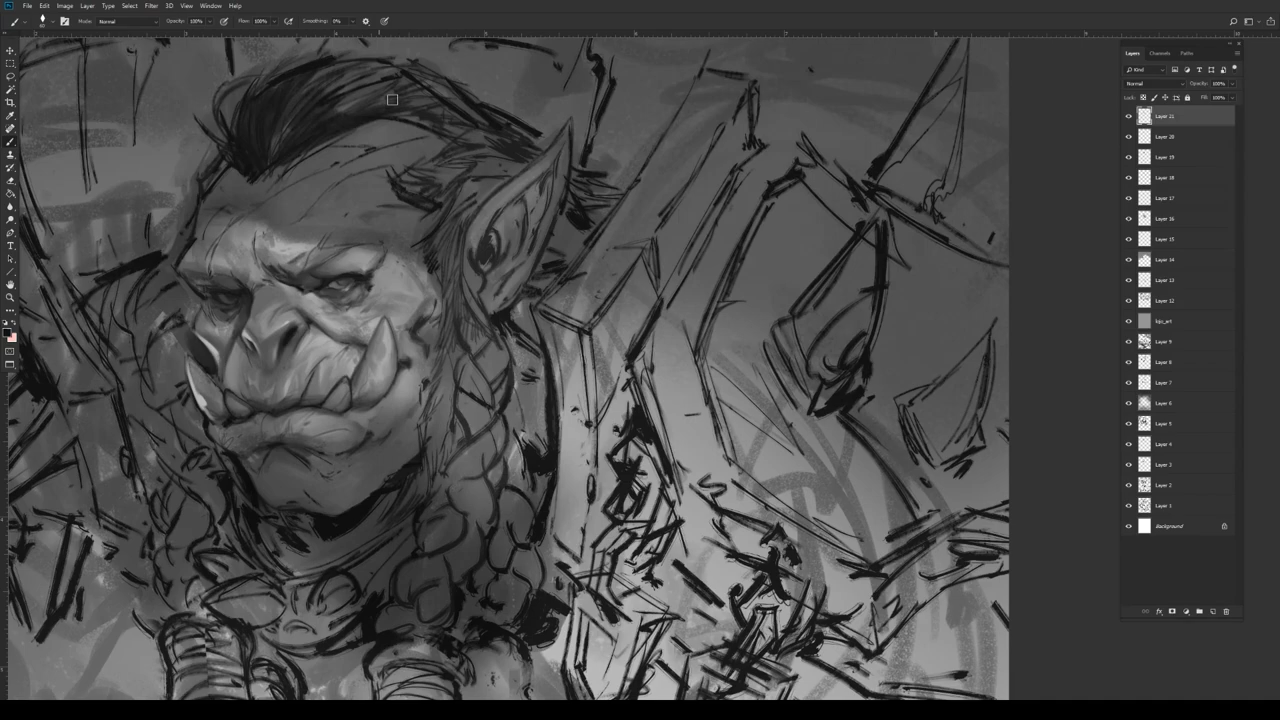 Ps File Edit Image Layer Type Select Filter 3D View Window Help
Mode: Normal Opacity: 100% Flow: 100% Smoothing: 0%
Layers Channels Paths
Kind
Normal Opacity: 100%
Lock: Fill: 100%
Layer 21
Layer 20
Layer 19
Layer 18
Layer 17
Layer 16
Layer 15
Layer 14
Layer 13
Layer 12
Layer 9
Layer 8
Layer 7
Layer 6
Layer 5
Layer 4
Layer 3
Layer 2
Layer 1
Background